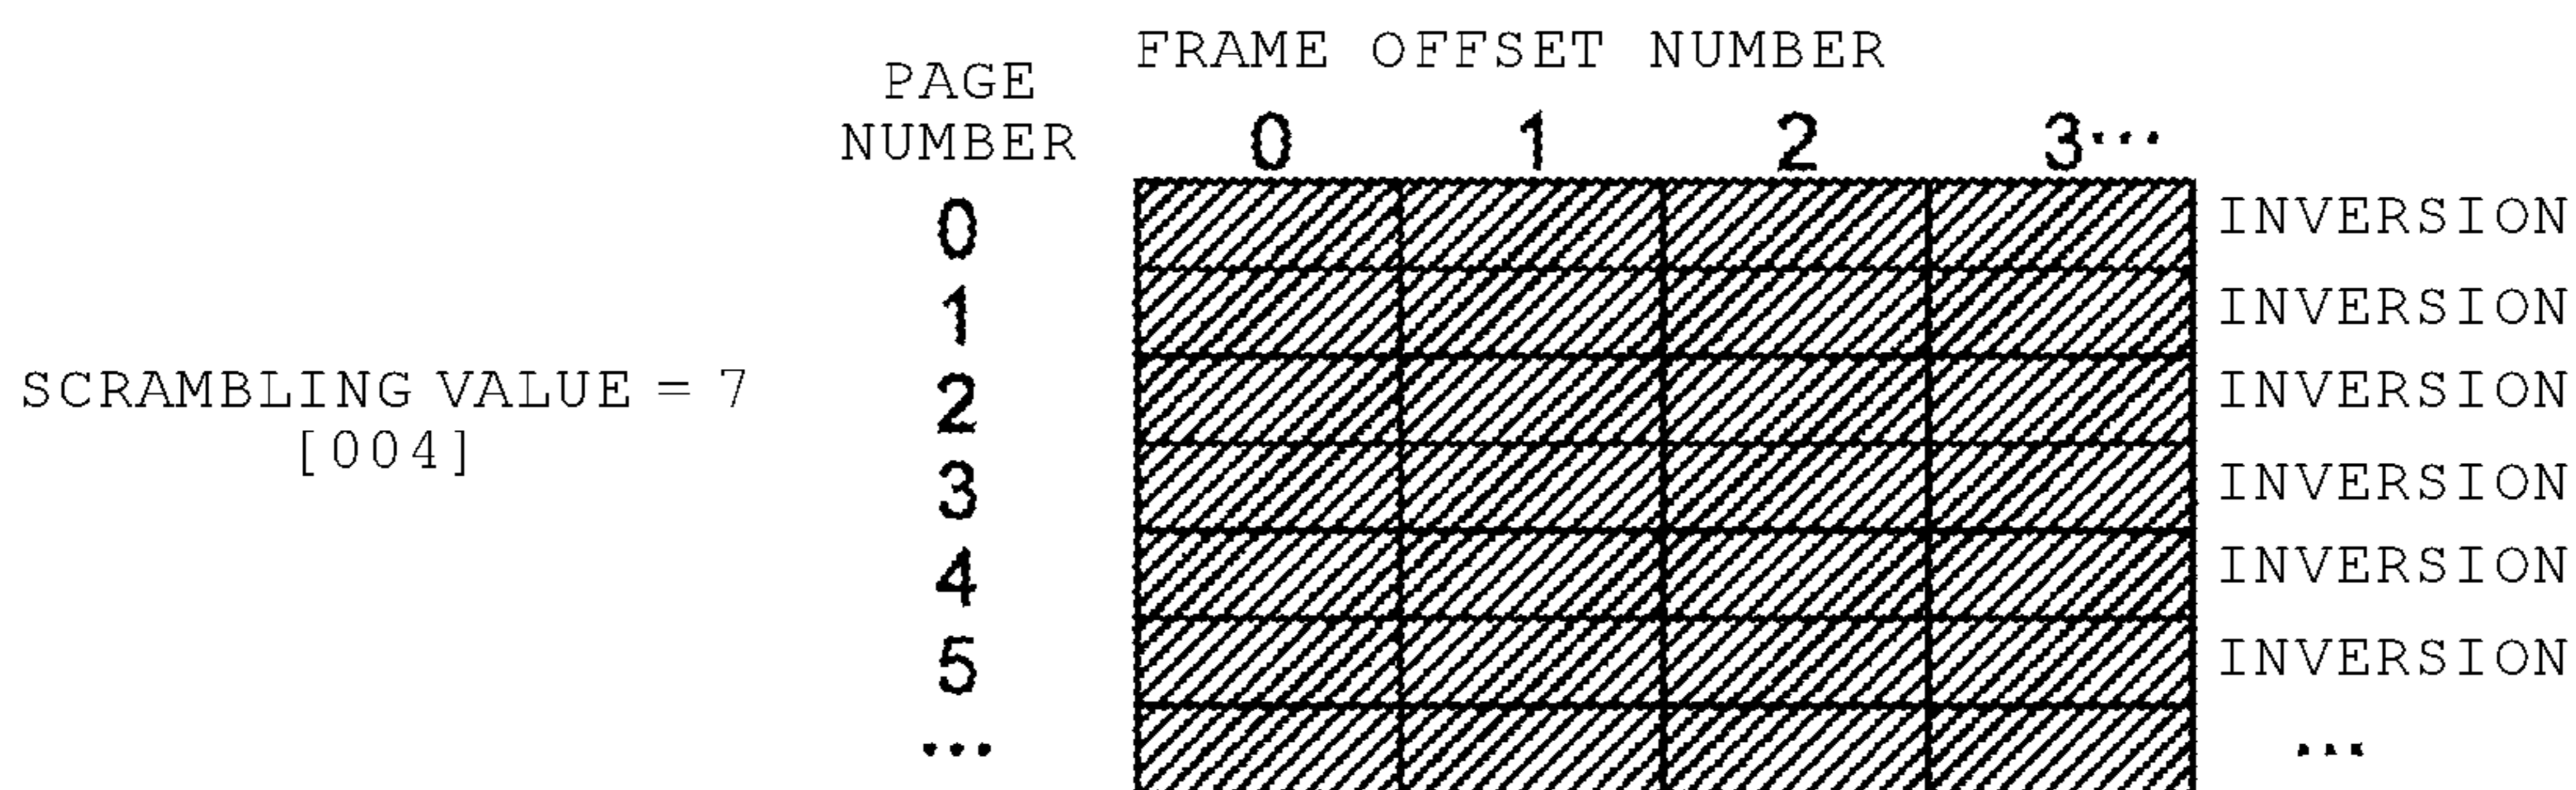 FRAME OFFSET NUMBER
PAGE
NUMBER
0 1 2 3...
0 INVERSION
1 INVERSION
SCRAMBLING VALUE = 7
[004]
2 INVERSION
3 INVERSION
4 INVERSION
5 INVERSION
... ...